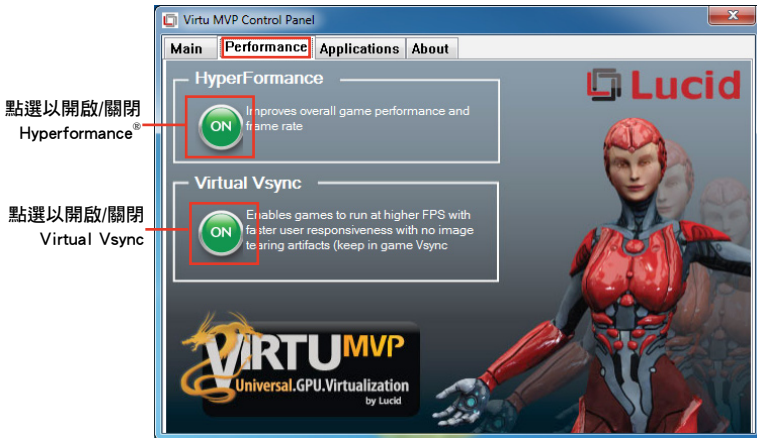 Virtu MVP Control Panel
Main Performance Applications About
HyperFormance
點選以開啟/關閉
Hyperformance®
ON
Improves overall game performance and
frame rate
Lucid
Virtual Vsync
點選以開啟/關閉
Virtual Vsync
ON
Enables games to run at higher FPS with
faster user responsiveness with no image
tearing artifacts (keep in game Vsync
VIRTU MVP
Universal.GPU.Virtualization
by Lucid